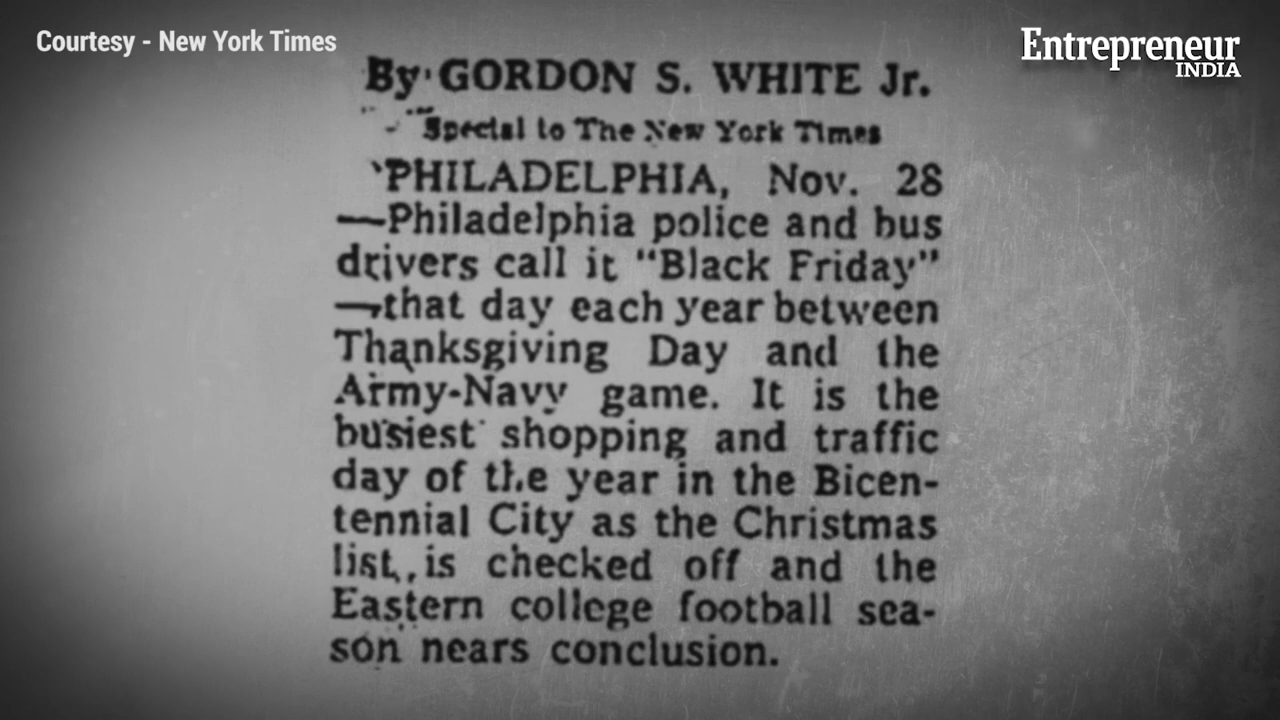 Courtesy - New York Times
Entrepreneur
INDIA
By GORDON S. WHITE Jr.
Special to The New York Times
PHILADELPHIA, Nov. 28
—Philadelphia police and bus
drivers call it "Black Friday"
—that day each year between
Thanksgiving Day and the
Army-Navy game. It is the
busiest shopping and traffic
day of the year in the Bicen-
tennial City as the Christmas
list is checked off and the
Eastern college football sea-
son nears conclusion.